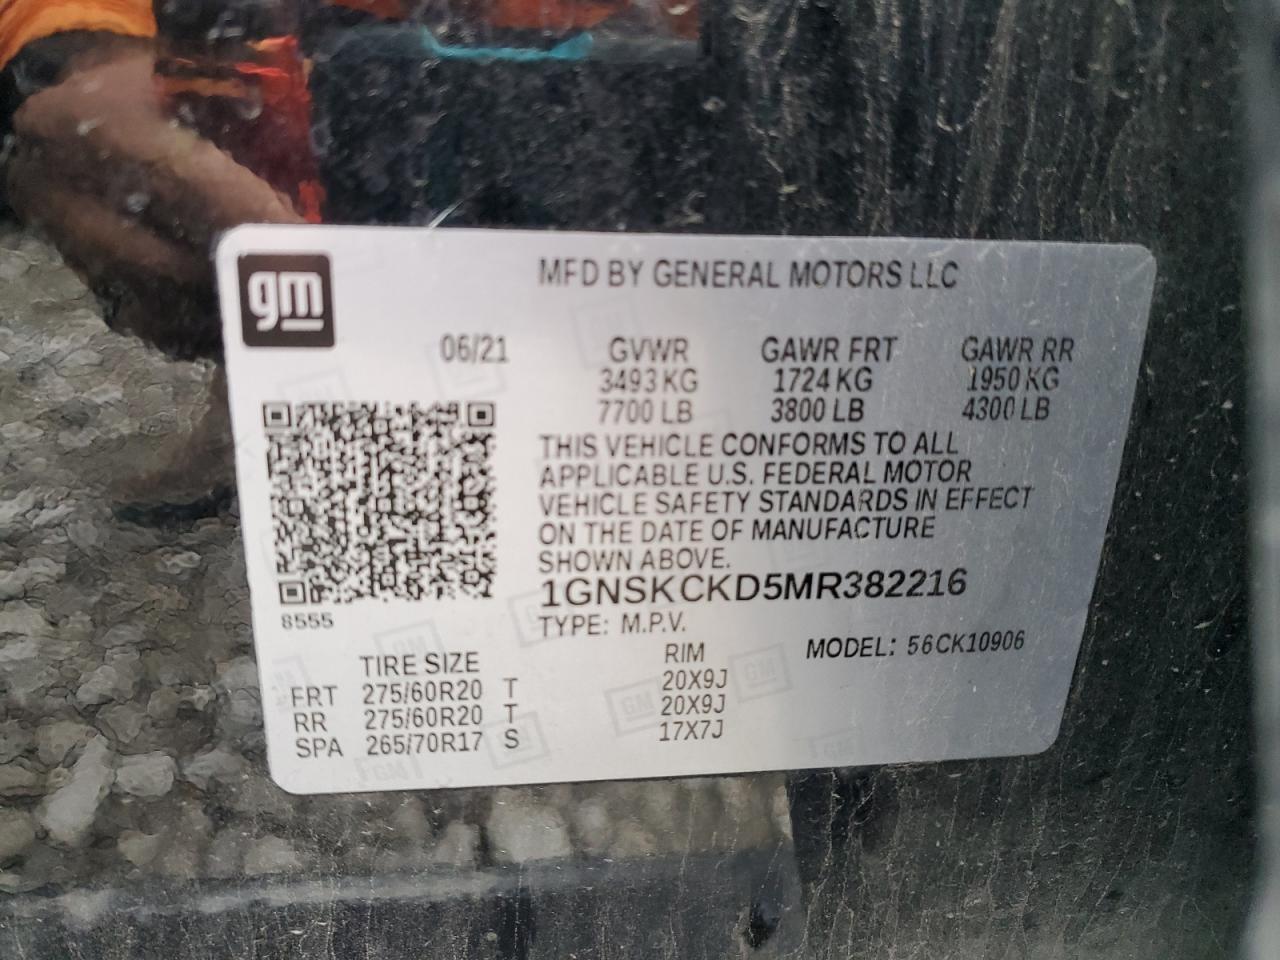 gm
MFD BY GENERAL MOTORS LLC
06/21 GVWR GAWR FRT GAWR RR
3493 KG 1724 KG 1950 KG
7700 LB 3800 LB 4300 LB
THIS VEHICLE CONFORMS TO ALL
APPLICABLE U.S. FEDERAL MOTOR
VEHICLE SAFETY STANDARDS IN EFFECT
ON THE DATE OF MANUFACTURE
SHOWN ABOVE.
1GNSKCKD5MR382216
8555
TYPE: M.P.V.
MODEL: 56CK10906
TIRE SIZE RIM
FRT 275/60R20 T 20X9J
RR 275/60R20 T 20X9J
SPA 265/70R17 S 17X7J